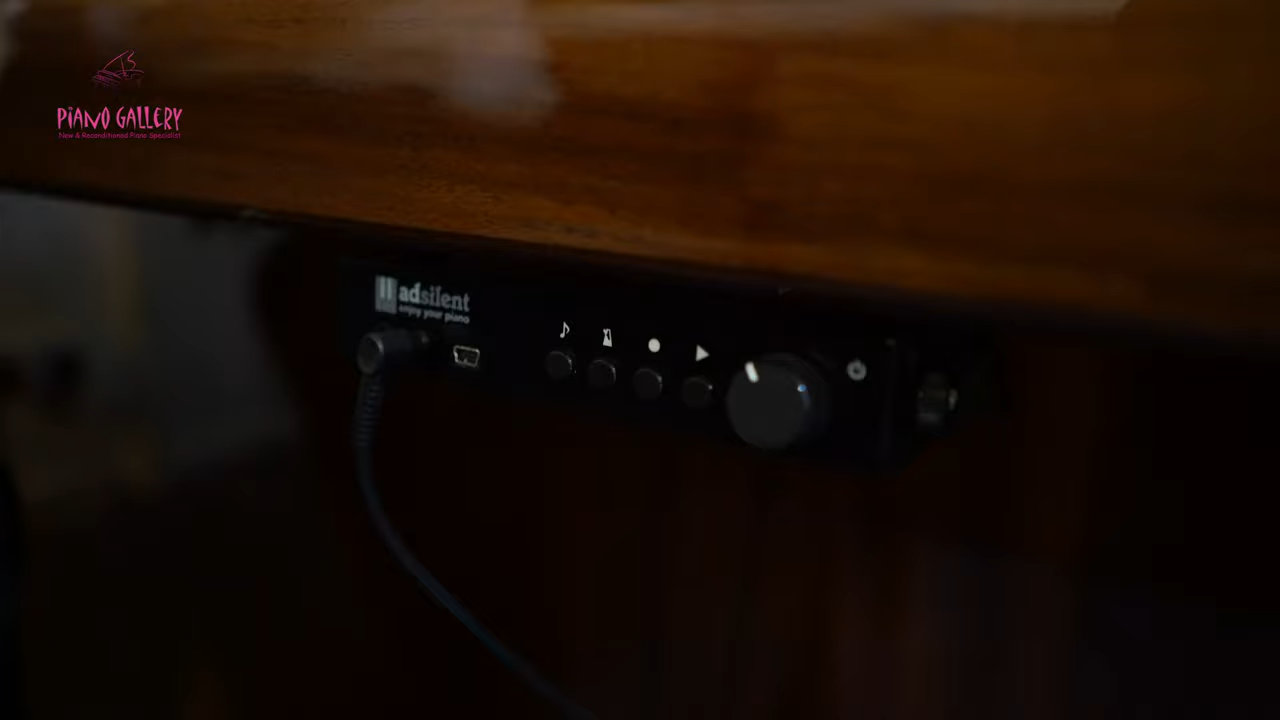 PIANO GALLERY
New & Reconditioned Piano Specialist
adsilent
enjoy your piano